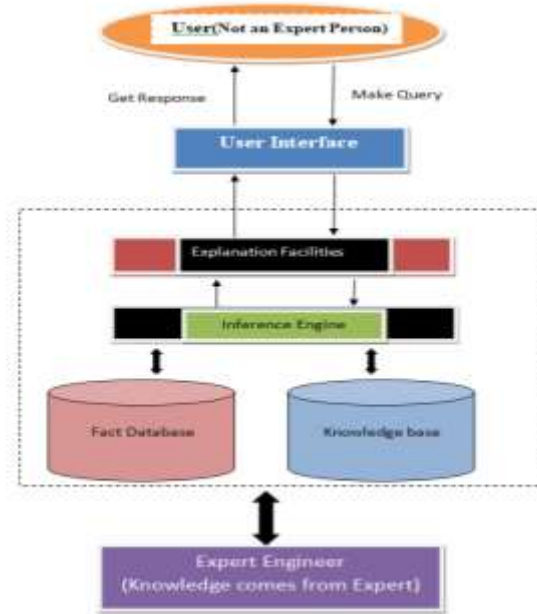 User(Not an Expert Person)
Get Response
Make Query
User Interface
Explanation Facilities
Inference Engine
Fact Database
Knowledge base
Expert Engineer
(Knowledge comes from Expert)